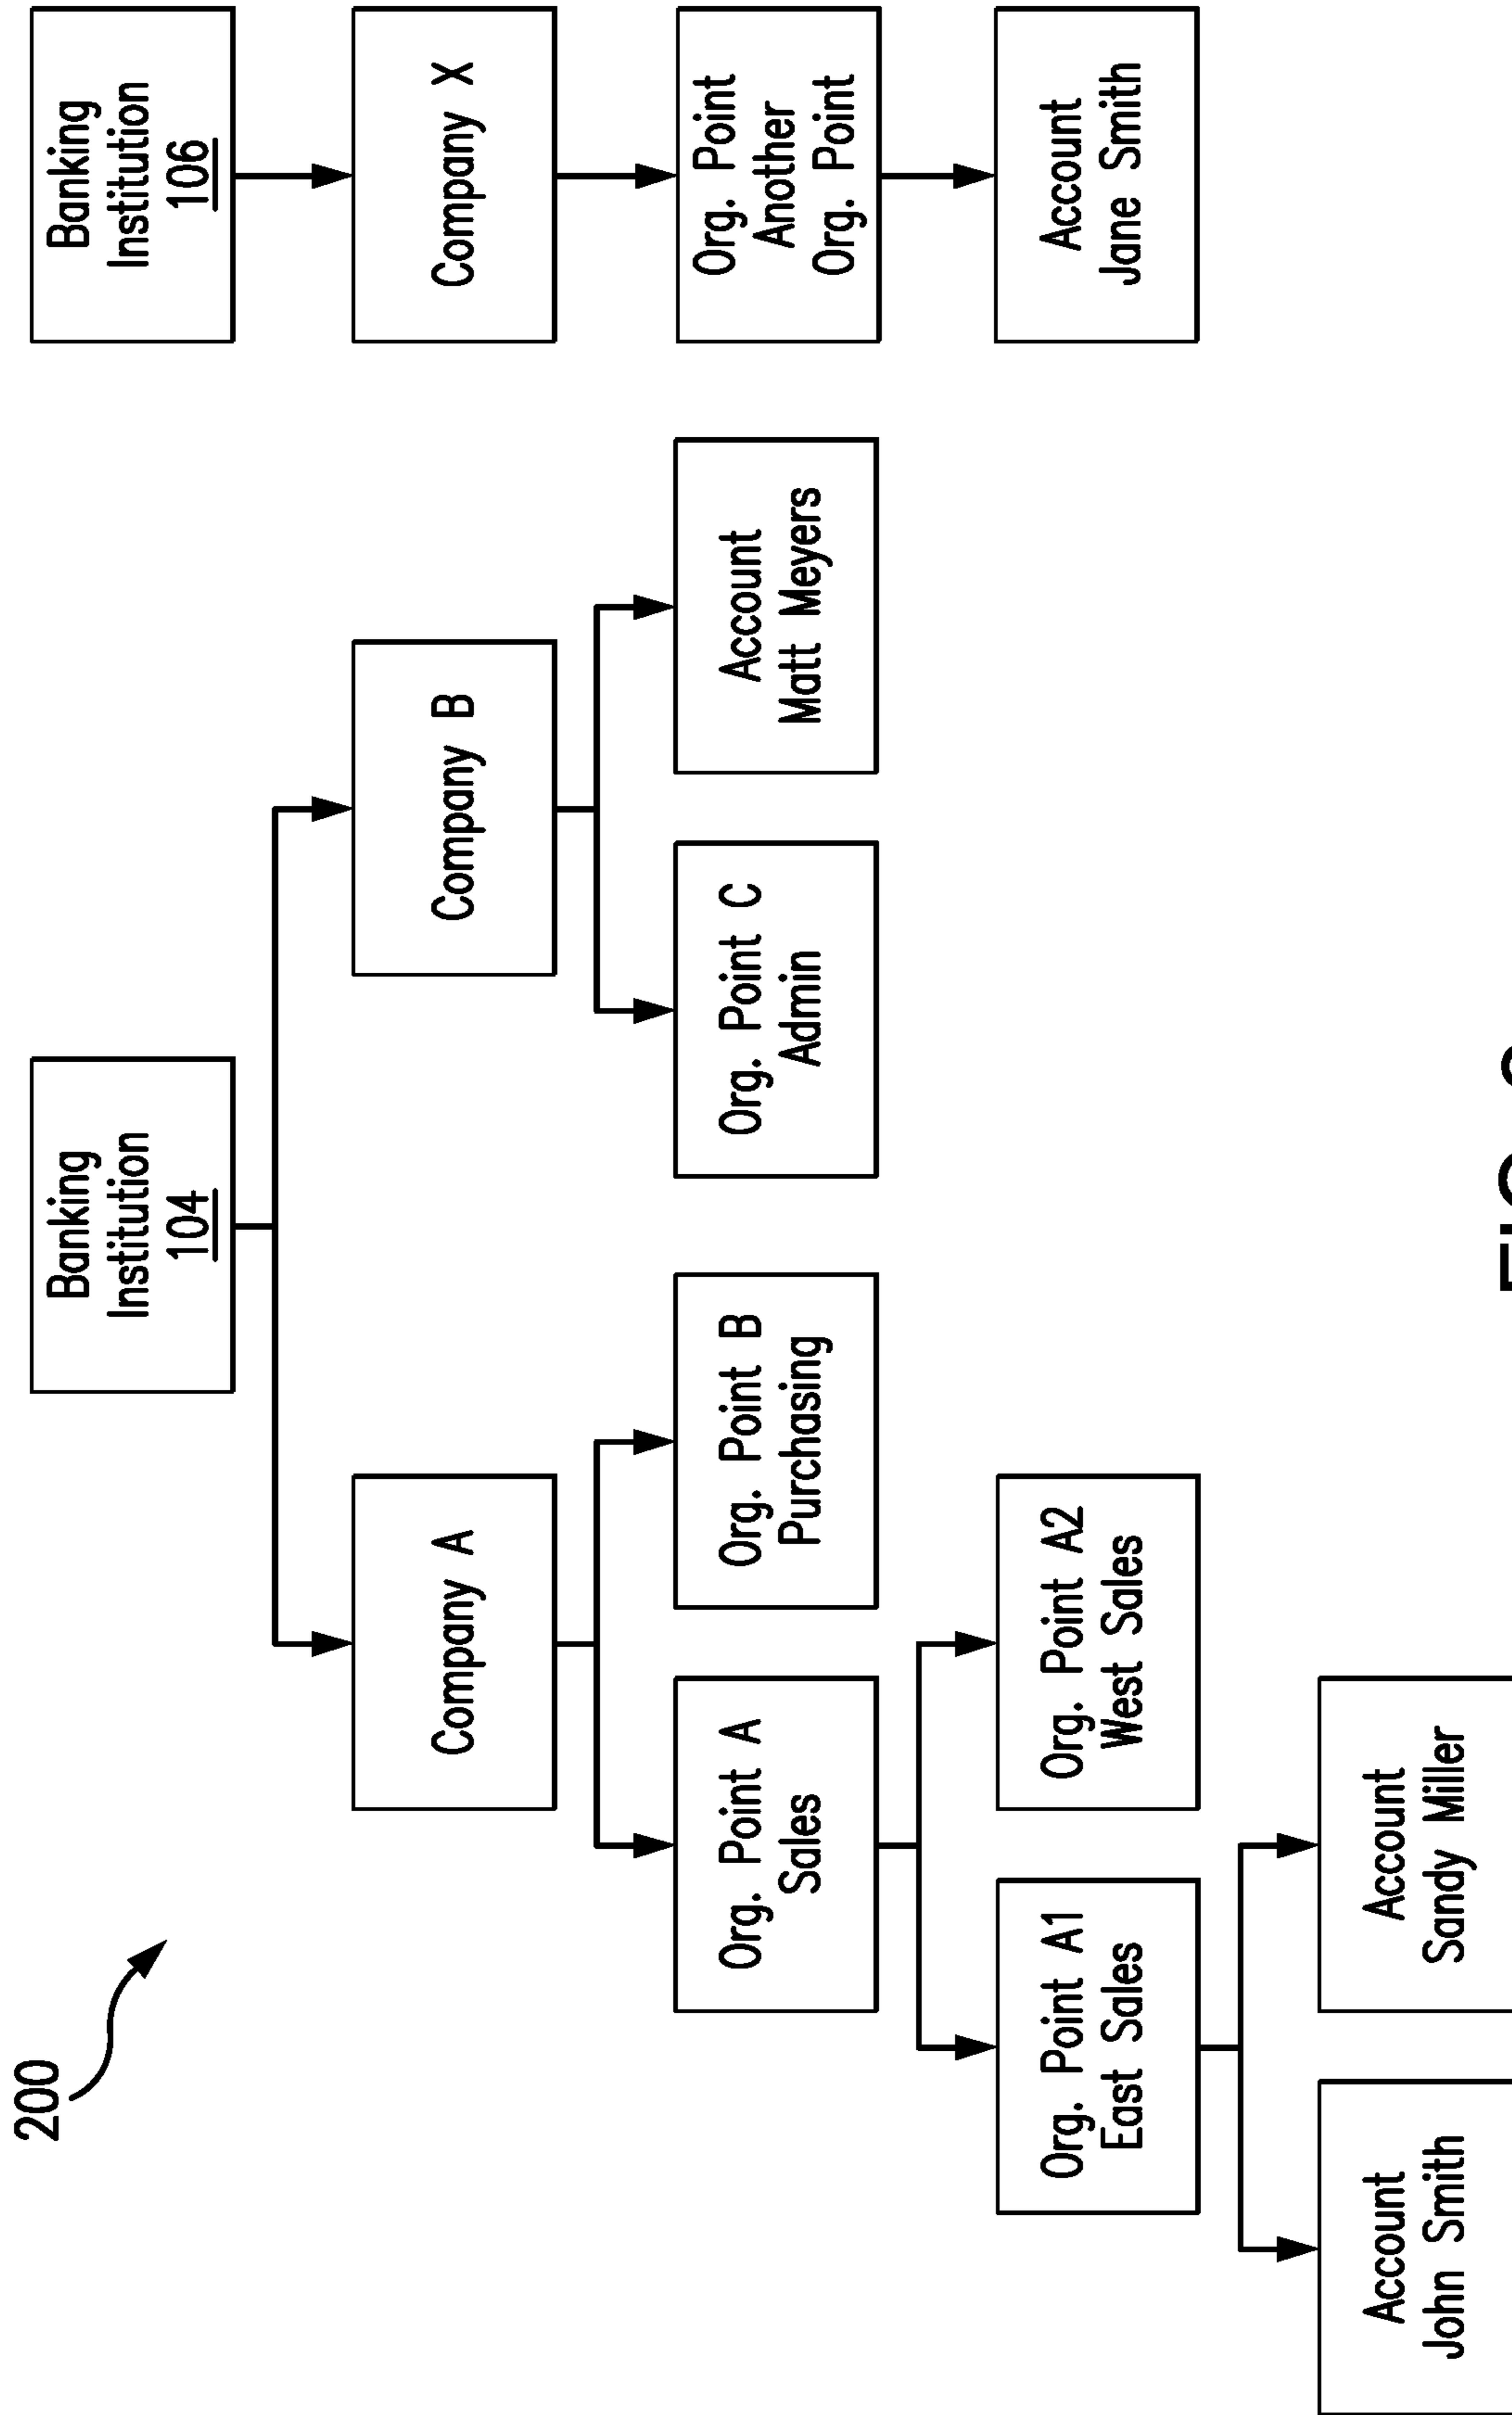 200
Banking
Institution
104
Banking
Institution
106
Company A
Company B
Company X
Org. Point A
Sales
Org. Point B
Purchasing
Org. Point C
Admin
Account
Matt Meyers
Org. Point
Another
Org. Point
Org. Point A1
East Sales
Org. Point A2
West Sales
Account
Jane Smith
Account
John Smith
Account
Sandy Miller